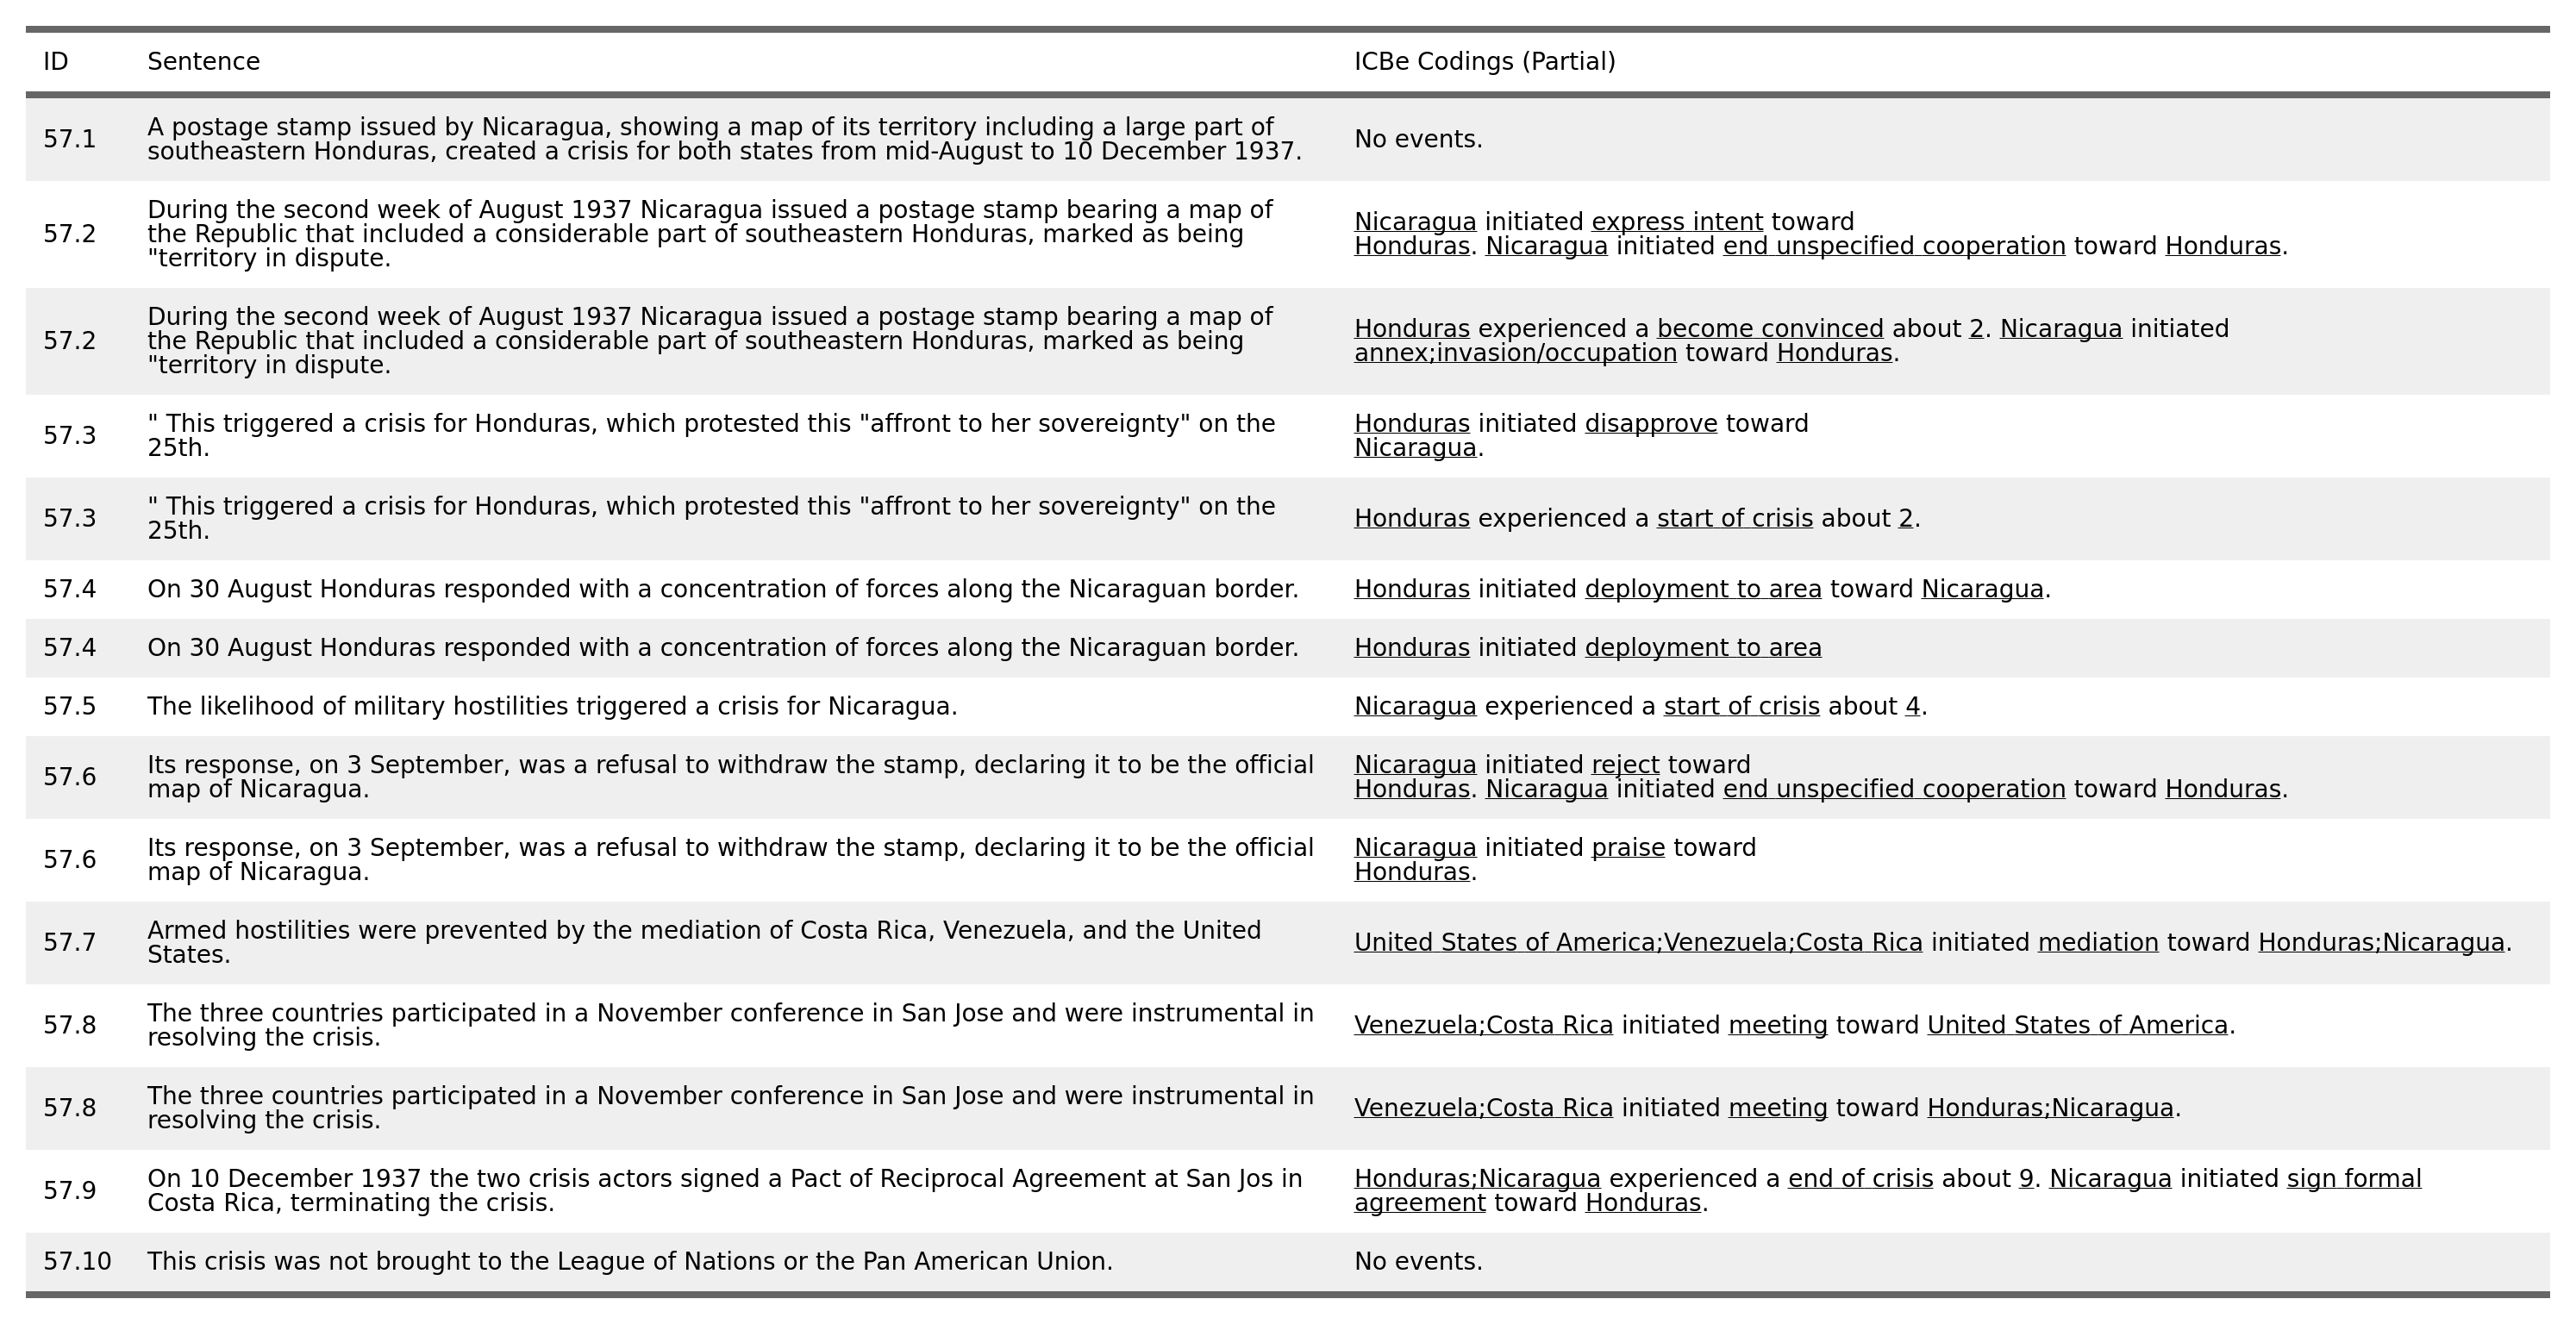 ID Sentence ICBe Codings (Partial)
57.1 A postage stamp issued by Nicaragua, showing a map of its territory including a large part of
southeastern Honduras, created a crisis for both states from mid-August to 10 December 1937.
No events.
57.2 During the second week of August 1937 Nicaragua issued a postage stamp bearing a map of
the Republic that included a considerable part of southeastern Honduras, marked as being
"territory in dispute.
Nicaragua initiated express intent toward
Honduras. Nicaragua initiated end unspecified cooperation toward Honduras.
57.2 During the second week of August 1937 Nicaragua issued a postage stamp bearing a map of
the Republic that included a considerable part of southeastern Honduras, marked as being
"territory in dispute.
Honduras experienced a become convinced about 2. Nicaragua initiated
annex;invasion/occupation toward Honduras.
57.3 " This triggered a crisis for Honduras, which protested this "affront to her sovereignty" on the
25th.
Honduras initiated disapprove toward
Nicaragua.
57.3 " This triggered a crisis for Honduras, which protested this "affront to her sovereignty" on the
25th.
Honduras experienced a start of crisis about 2.
57.4 On 30 August Honduras responded with a concentration of forces along the Nicaraguan border. Honduras initiated deployment to area toward Nicaragua.
57.4 On 30 August Honduras responded with a concentration of forces along the Nicaraguan border. Honduras initiated deployment to area
57.5 The likelihood of military hostilities triggered a crisis for Nicaragua. Nicaragua experienced a start of crisis about 4.
57.6 Its response, on 3 September, was a refusal to withdraw the stamp, declaring it to be the official
map of Nicaragua.
Nicaragua initiated reject toward
Honduras. Nicaragua initiated end unspecified cooperation toward Honduras.
57.6 Its response, on 3 September, was a refusal to withdraw the stamp, declaring it to be the official
map of Nicaragua.
Nicaragua initiated praise toward
Honduras.
57.7 Armed hostilities were prevented by the mediation of Costa Rica, Venezuela, and the United
States.
United States of America;Venezuela;Costa Rica initiated mediation toward Honduras;Nicaragua.
57.8 The three countries participated in a November conference in San Jose and were instrumental in
resolving the crisis.
Venezuela;Costa Rica initiated meeting toward United States of America.
57.8 The three countries participated in a November conference in San Jose and were instrumental in
resolving the crisis.
Venezuela;Costa Rica initiated meeting toward Honduras;Nicaragua.
57.9 On 10 December 1937 the two crisis actors signed a Pact of Reciprocal Agreement at San Jos in
Costa Rica, terminating the crisis.
Honduras;Nicaragua experienced a end of crisis about 9. Nicaragua initiated sign formal
agreement toward Honduras.
57.10 This crisis was not brought to the League of Nations or the Pan American Union. No events.